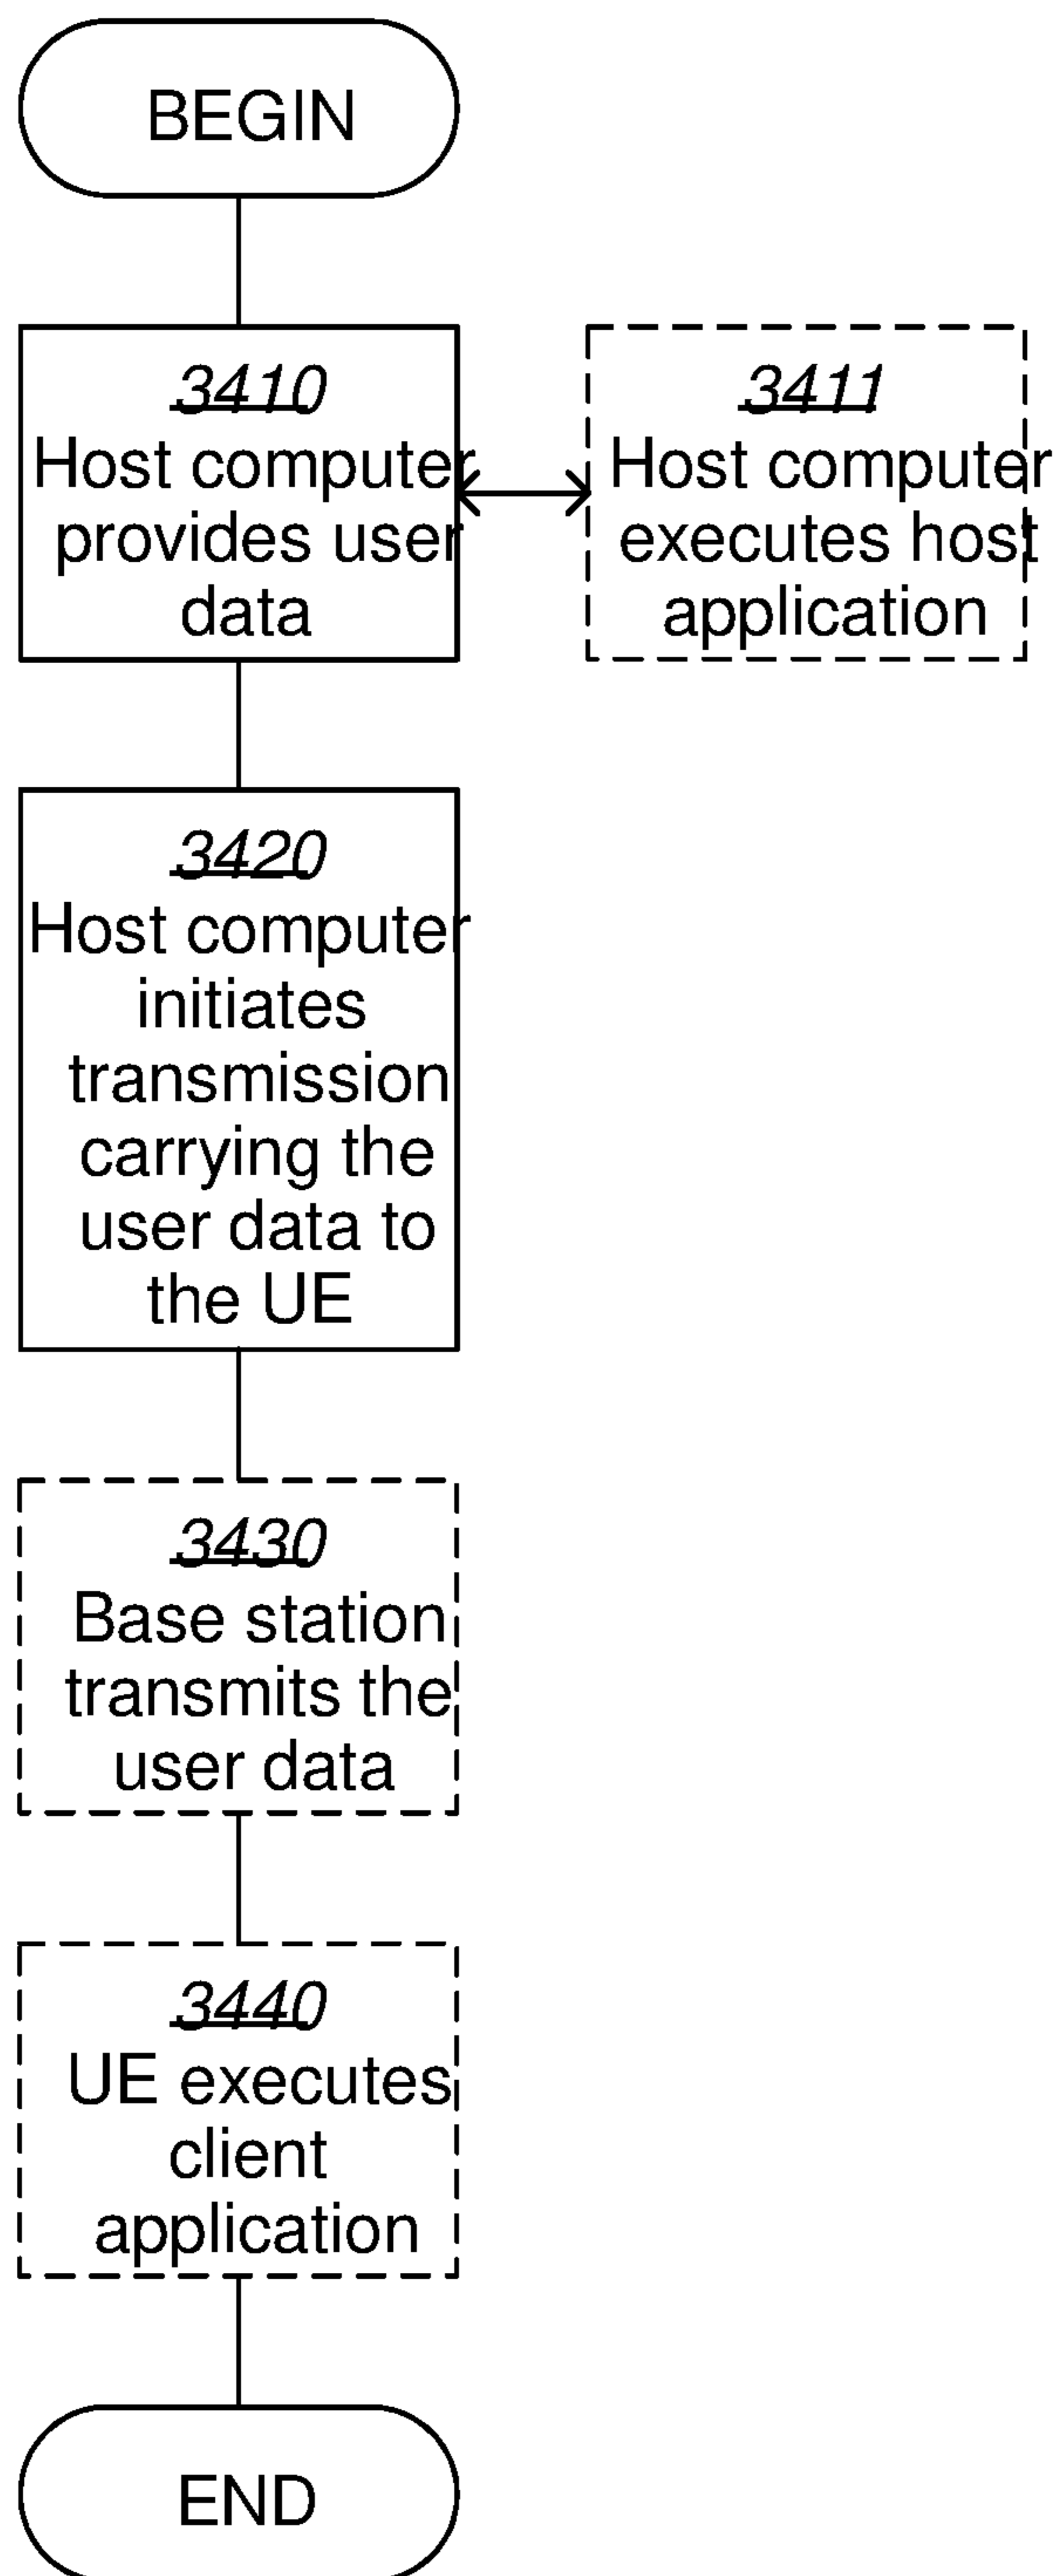 BEGIN
3410
Host computer
provides user
data
3411
Host computer
executes host
application
3420
Host computer
initiates
transmission
carrying the
user data to
the UE
3430
Base station
transmits the
user data
3440
UE executes
client
application
END